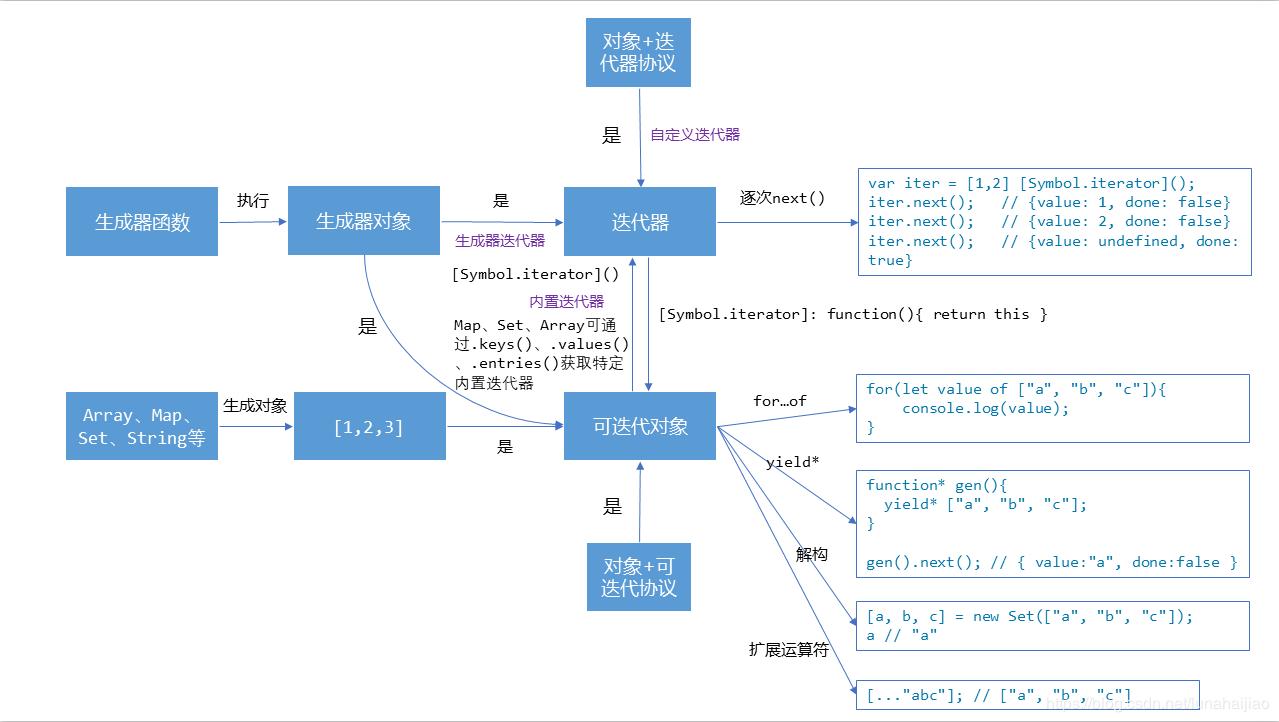 对象+迭
代器协议
是
自定义迭代器
生成器函数
执行
生成器对象
是
生成器迭代器
迭代器
逐次next()
var iter = [1,2] [Symbol.iterator]();
iter.next();   // {value: 1, done: false}
iter.next();   // {value: 2, done: false}
iter.next();   // {value: undefined, done:
true}
[Symbol.iterator]()
内置迭代器
Map、Set、Array可通
过.keys()、.values()
、.entries()获取特定
内置迭代器
[Symbol.iterator]: function(){ return this }
是
Array、Map、
Set、String等
生成对象
[1,2,3]
是
可迭代对象
for…of
for(let value of ["a", "b", "c"]){
    console.log(value);
}
yield*
function* gen(){
  yield* ["a", "b", "c"];
}
gen().next(); // { value:"a", done:false }
是
对象+可
迭代协议
解构
[a, b, c] = new Set(["a", "b", "c"]);
a // "a"
扩展运算符
[..."abc"]; // ["a", "b", "c"]
https://blog.csdn.net/lunahaijiao